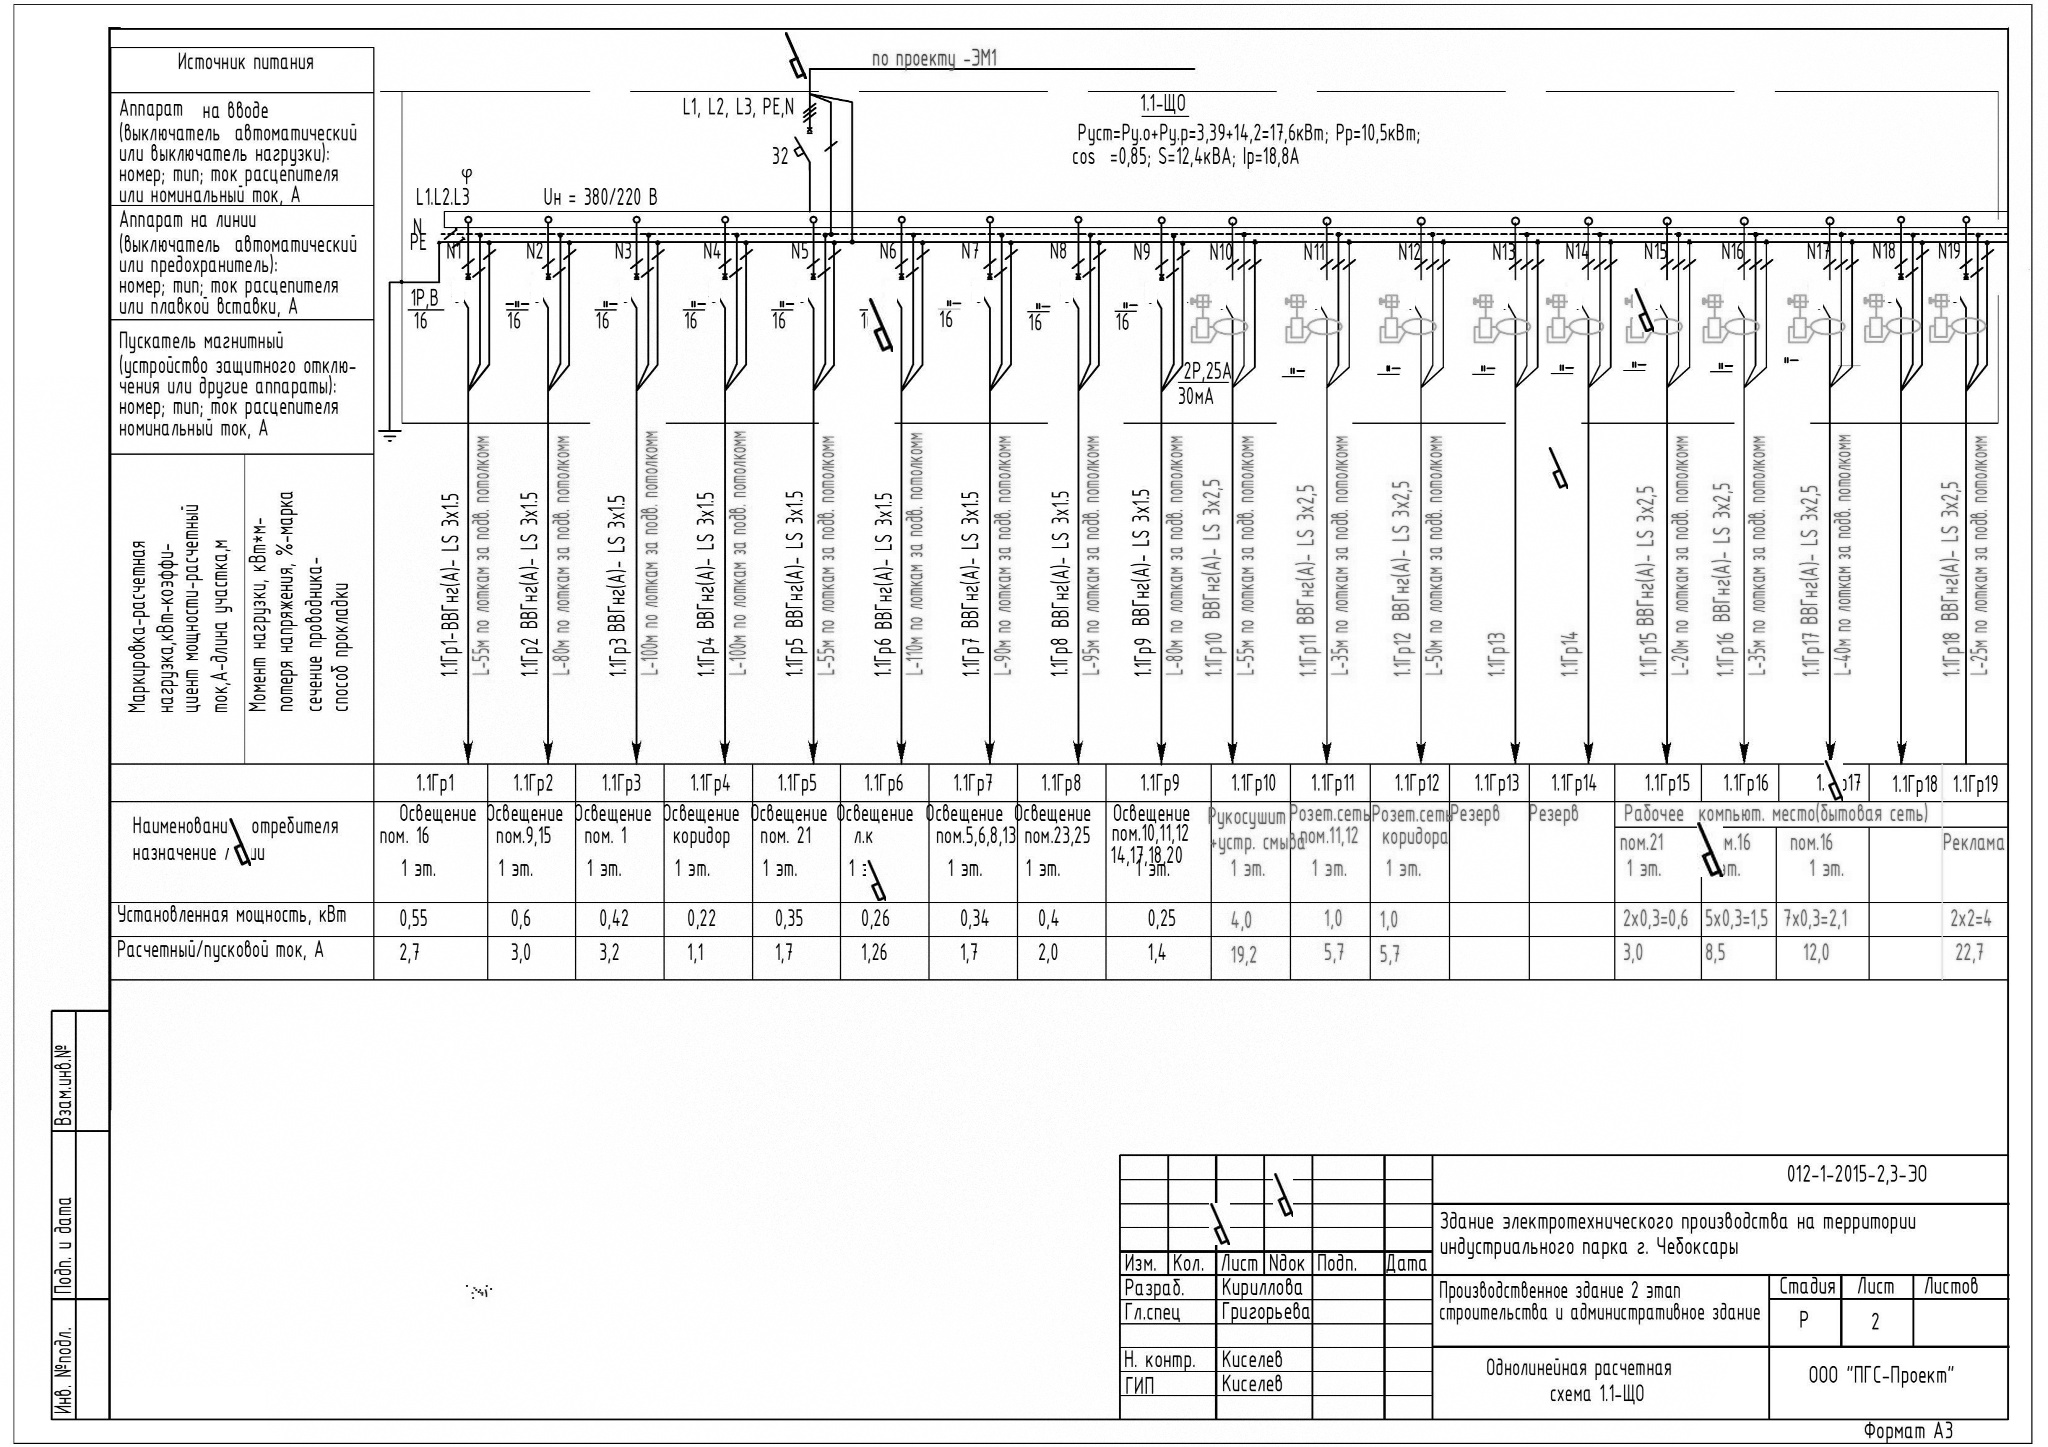 Источник питания
Аппарат на вводе
(выключатель автоматический
или выключатель нагрузки):
номер; тип; ток расцепителя
или номинальный ток, А
Аппарат на линии
(выключатель автоматический
или предохранитель):
номер; тип; ток расцепителя
или плавкой вставки, А
Пускатель магнитный
(устройство защитного отклю-
чения или другие аппараты):
номер; тип; ток расцепителя
номинальный ток, А
Маркировка-расчетная
нагрузка,кВт-коэффи-
циент мощности-расчетный
ток,А-длина участка,м
Момент нагрузки, кВт*м-
потеря напряжения, %-марка
сечение проводника-
способ прокладки
по проекту -ЭМ1
L1, L2, L3, PE,N
32
1.1-ЩО
Руст=Ру.о+Ру.р=3,39+14,2=17,6кВт; Рр=10,5кВт;
cos =0,85; S=12,4кВА; Iр=18,8А
φ
L1.L2.L3
Uн = 380/220 В
N
PE
N1 N2 N3 N4 N5 N6 N7 N8 N9 N10 N11 N12 N13 N14 N15 N16 N17 N18 N19
1Р,В
16
16 16 16 16 16 16 16
2Р,25А
30мА
1.1Гр1-ВВГнг(А)- LS 3х1.5
L-55м по лоткам за подв. потолкомм
1.1Гр2 ВВГнг(А)- LS 3х1.5
L-80м по лоткам за подв. потолкомм
1.1Гр3 ВВГнг(А)- LS 3х1.5
L-100м по лоткам за подв. потолкомм
1.1Гр4 ВВГнг(А)- LS 3х1.5
L-100м по лоткам за подв. потолкомм
1.1Гр5 ВВГнг(А)- LS 3х1.5
L-55м по лоткам за подв. потолкомм
1.1Гр6 ВВГнг(А)- LS 3х1.5
L-110м по лоткам за подв. потолкомм
1.1Гр7 ВВГнг(А)- LS 3х1.5
L-90м по лоткам за подв. потолкомм
1.1Гр8 ВВГнг(А)- LS 3х1.5
L-95м по лоткам за подв. потолкомм
1.1Гр9 ВВГнг(А)- LS 3х1.5
L-80м по лоткам за подв. потолкомм
1.1Гр10 ВВГнг(А)- LS 3х2,5
L-55м по лоткам за подв. потолкомм
1.1Гр11 ВВГнг(А)- LS 3х2,5
L-35м по лоткам за подв. потолкомм
1.1Гр12 ВВГнг(А)- LS 3х2,5
L-50м по лоткам за подв. потолкомм
1.1Гр13
1.1Гр14
1.1Гр15 ВВГнг(А)- LS 3х2,5
L-20м по лоткам за подв. потолкомм
1.1Гр16 ВВГнг(А)- LS 3х2,5
L-35м по лоткам за подв. потолкомм
1.1Гр17 ВВГнг(А)- LS 3х2,5
L-40м по лоткам за подв. потолкомм
1.1Гр18 ВВГнг(А)- LS 3х2,5
L-25м по лоткам за подв. потолкомм
1.1Гр1 1.1Гр2 1.1Гр3 1.1Гр4 1.1Гр5 1.1Гр6 1.1Гр7 1.1Гр8 1.1Гр9 1.1Гр10 1.1Гр11 1.1Гр12 1.1Гр13 1.1Гр14 1.1Гр15 1.1Гр16 р17 1.1Гр18 1.1Гр19
Наименовани отребителя
назначение ии
Освещение
пом. 16
1 эт.
Освещение
пом.9,15
1 эт.
Освещение
пом. 1
1 эт.
Освещение
коридор
1 эт.
Освещение
пом. 21
1 эт.
Освещение
л.к
1 э
Освещение
пом.5,6,8,13
1 эт.
Освещение
пом.23,25
1 эт.
Освещение
пом.10,11,12
14,17,18,20
1 эт.
Рукосушит
+устр. смыва
1 эт.
Розет.сеть
пом.11,12
1 эт.
Розет.сеть
коридора
1 эт.
Резерв
Резерв
Рабочее компьют. место(бытовая сеть)
пом.21
1 эт.
м.16
эт.
пом.16
1 эт.
Реклама
Установленная мощность, кВт 0,55 0,6 0,42 0,22 0,35 0,26 0,34 0,4 0,25 4,0 1,0 1,0 2х0,3=0,6 5х0,3=1,5 7х0,3=2,1 2х2=4
Расчетный/пусковой ток, А 2,7 3,0 3,2 1,1 1,7 1,26 1,7 2,0 1,4 19,2 5,7 5,7 3,0 8,5 12,0 22,7
Взам.инв.№
Подп. и дата
Инв. №подл.
012-1-2015-2,3-ЭО
Здание электротехнического производства на территории
индустриального парка г. Чебоксары
Изм. Кол. Лист Nдок Подп. Дата
Разраб. Кириллова
Гл.спец Григорьева
Н. контр. Киселев
ГИП Киселев
Производственное здание 2 этап
строительства и административное здание
Стадия Лист Листов
Р 2
Однолинейная расчетная
схема 1.1-ЩО
ООО "ПГС-Проект"
Формат А3